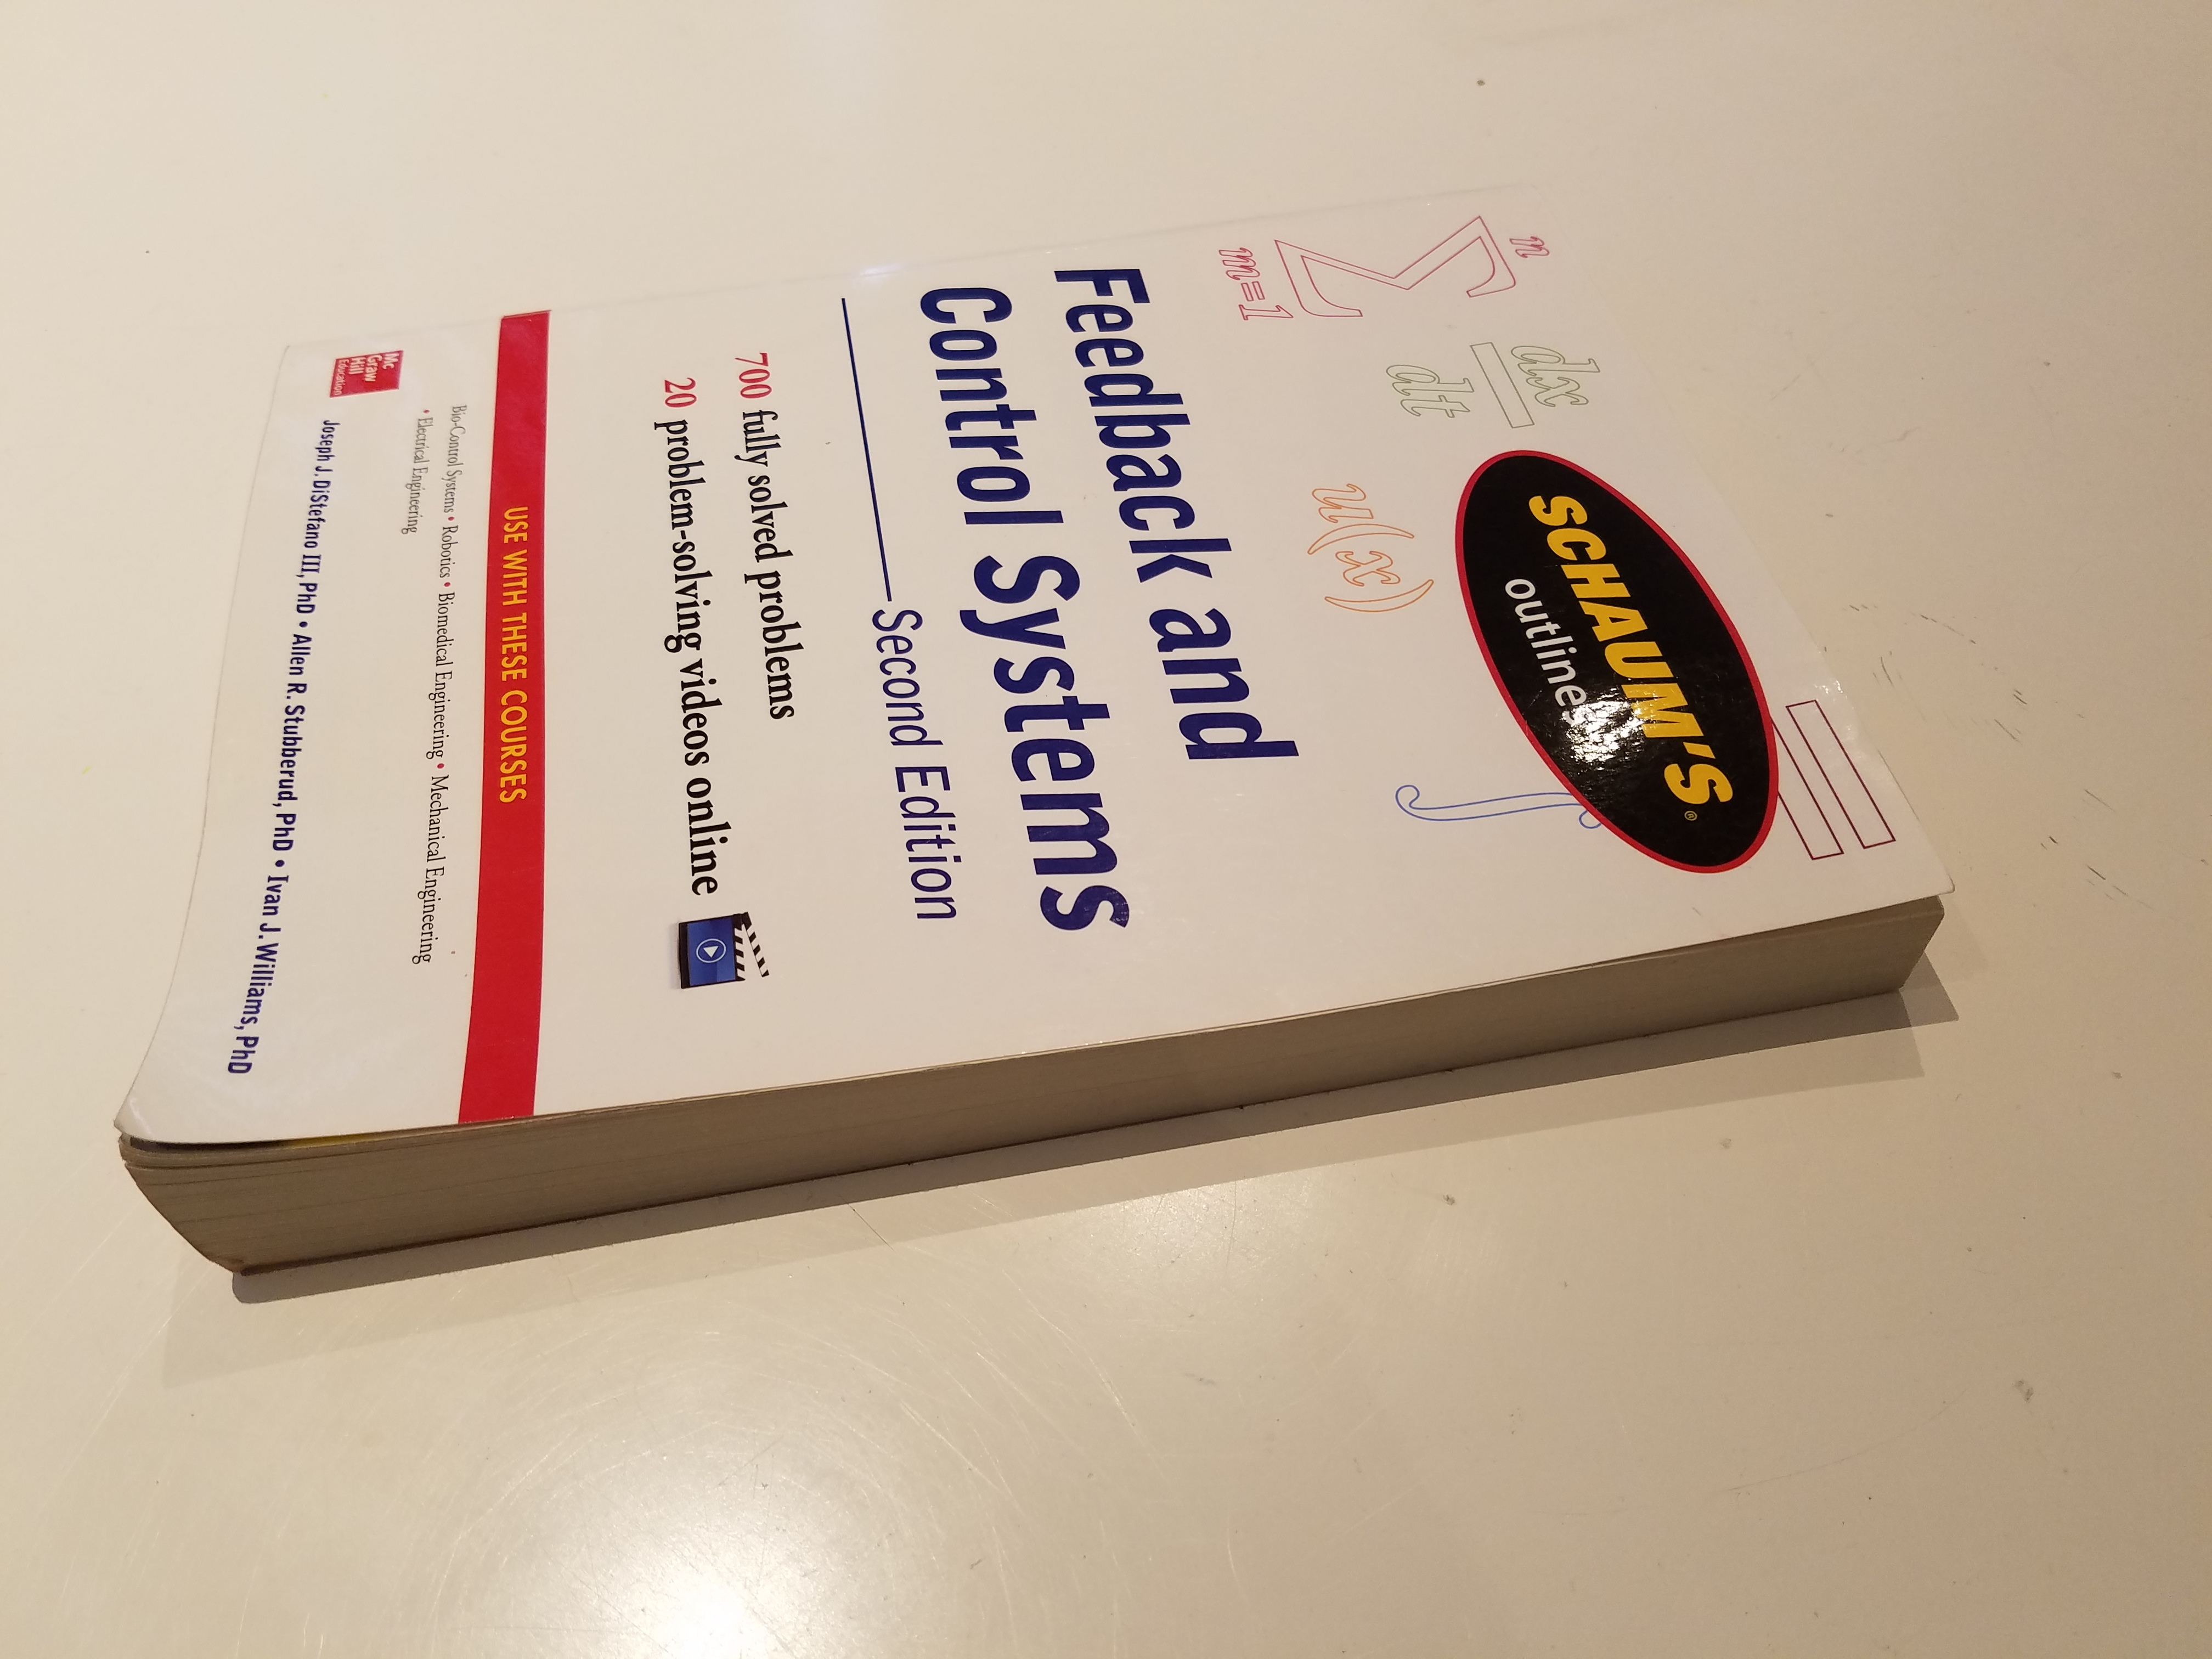 n
m=1
dx
dt
u(x)
SCHAUM'S®
outlines
Feedback and
Control Systems
Second Edition
700 fully solved problems
20 problem-solving videos online
USE WITH THESE COURSES
Bio-Control Systems • Robotics • Biomedical Engineering • Mechanical Engineering
• Electrical Engineering
Mc
Graw
Hill
Education
Joseph J. DiStefano III, PhD • Allen R. Stubberud, PhD • Ivan J. Williams, PhD